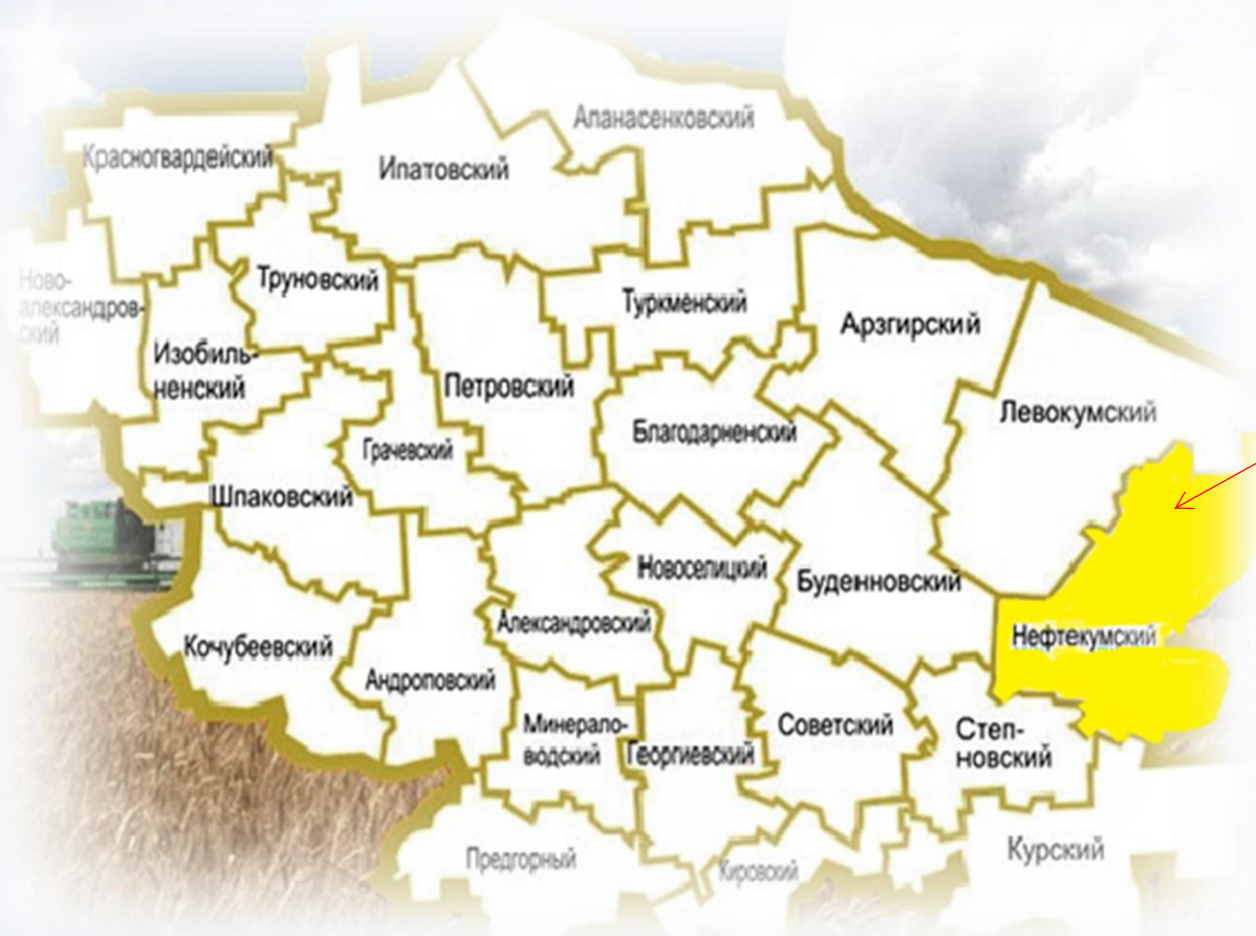 Апанасенковский
Красногвардейский
Ипатовский
Ново-
александров-
ский
Труновский
Туркменский
Арзгирский
Изобиль-
ненский
Петровский
Левокумский
Благодарненский
Грачевский
Шпаковский
Новоселицкий
Буденновский
Александровский
Нефтекумский
Кочубеевский
Андроповский
Минерало-
водский
Георгиевский
Советский
Степ-
новский
Предгорный
Кировский
Курский